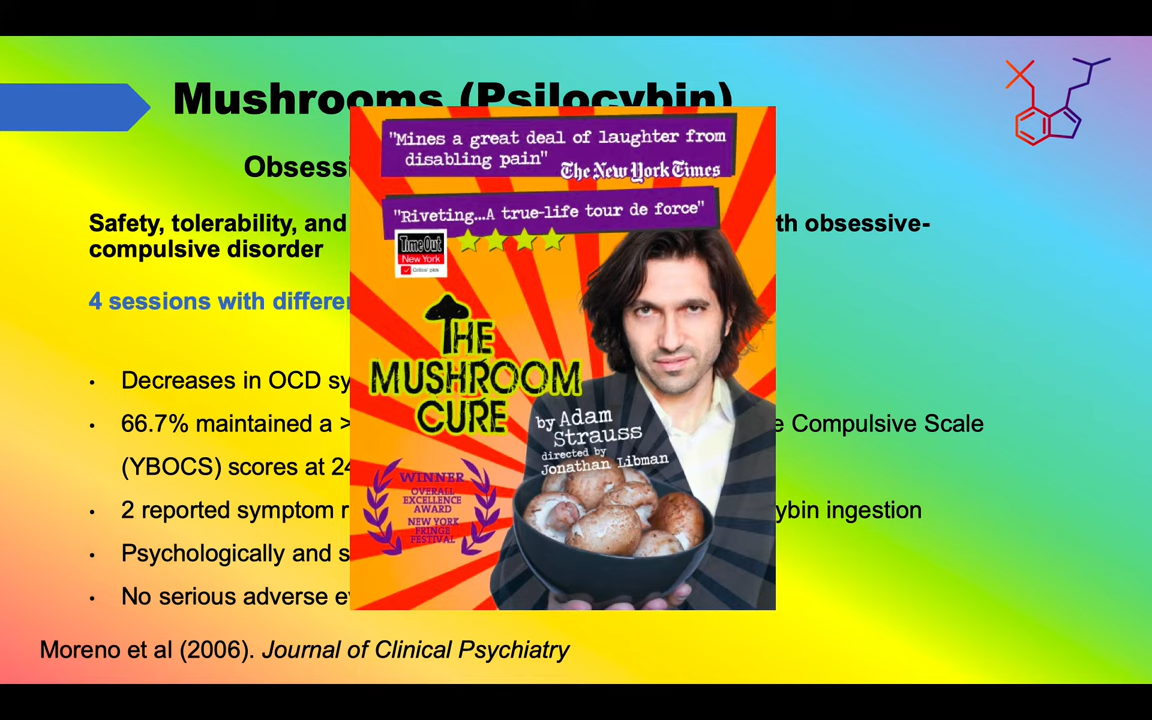 Mushrooms (Psilocybin)
Obsess
Safety, tolerability, and
th obsessive-
compulsive disorder
4 sessions with differe
Decreases in OCD sy
66.7% maintained a >
e Compulsive Scale
(YBOCS) scores at 24
2 reported symptom r
ybin ingestion
Psychologically and s
No serious adverse e
Moreno et al (2006). Journal of Clinical Psychiatry
"Mines a great deal of laughter from
disabling pain"
The New York Times
"Riveting...A true-life tour de force"
TimeOut
New York
Critics' pick
THE
MUSHROOM
CURE
by Adam
Strauss
directed by
Jonathan Libman
WINNER
OVERALL
EXCELLENCE
AWARD
NEW YORK
FRINGE
FESTIVAL